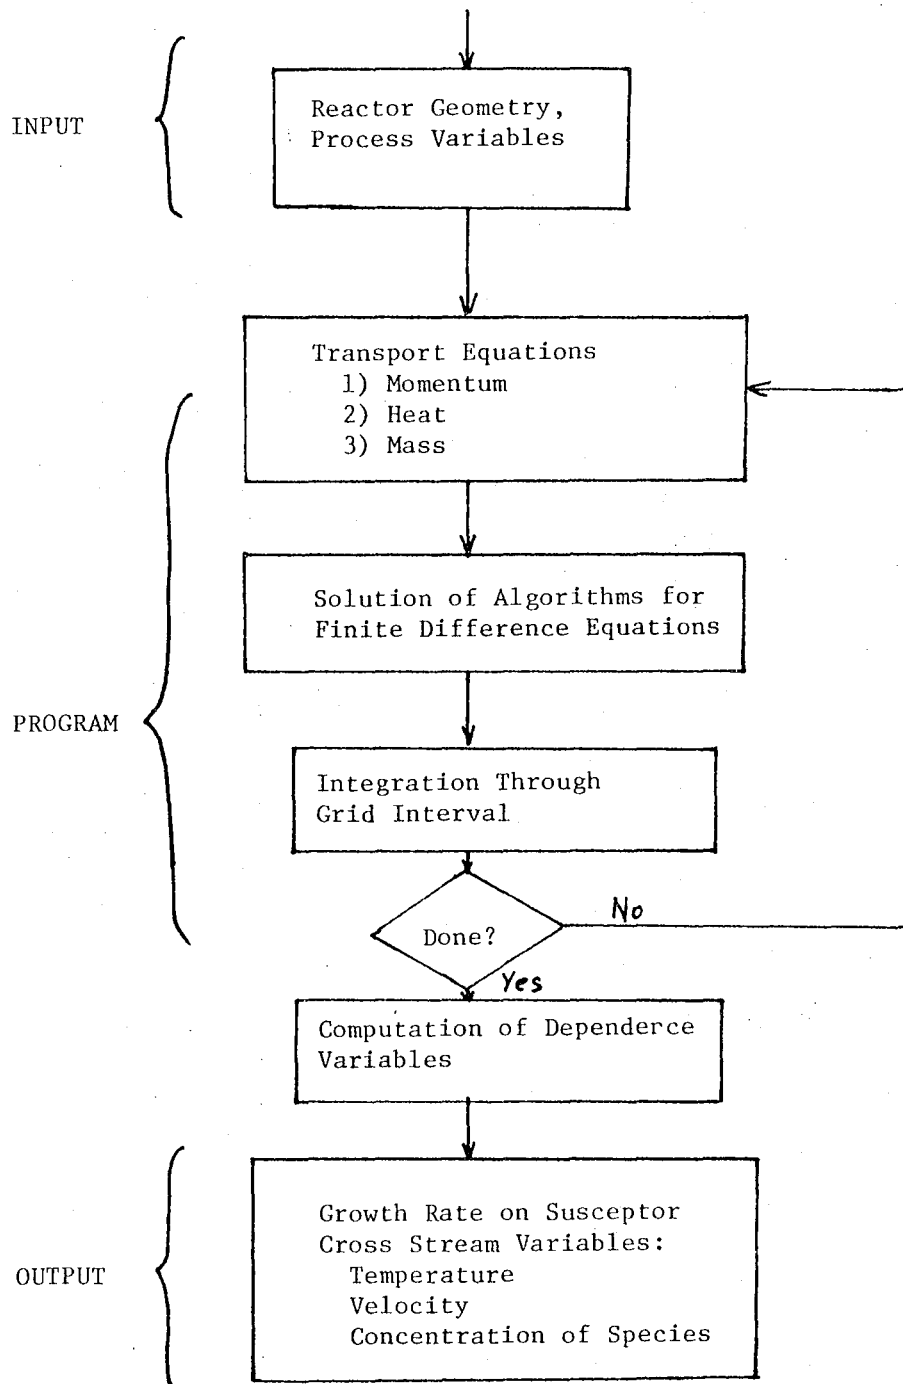 INPUT
Reactor Geometry,
Process Variables
Transport Equations
1) Momentum
2) Heat
3) Mass
Solution of Algorithms for
Finite Difference Equations
PROGRAM
Integration Through
Grid Interval
Done?
No
Yes
Computation of Dependerce
Variables
OUTPUT
Growth Rate on Susceptor
Cross Stream Variables:
Temperature
Velocity
Concentration of Species